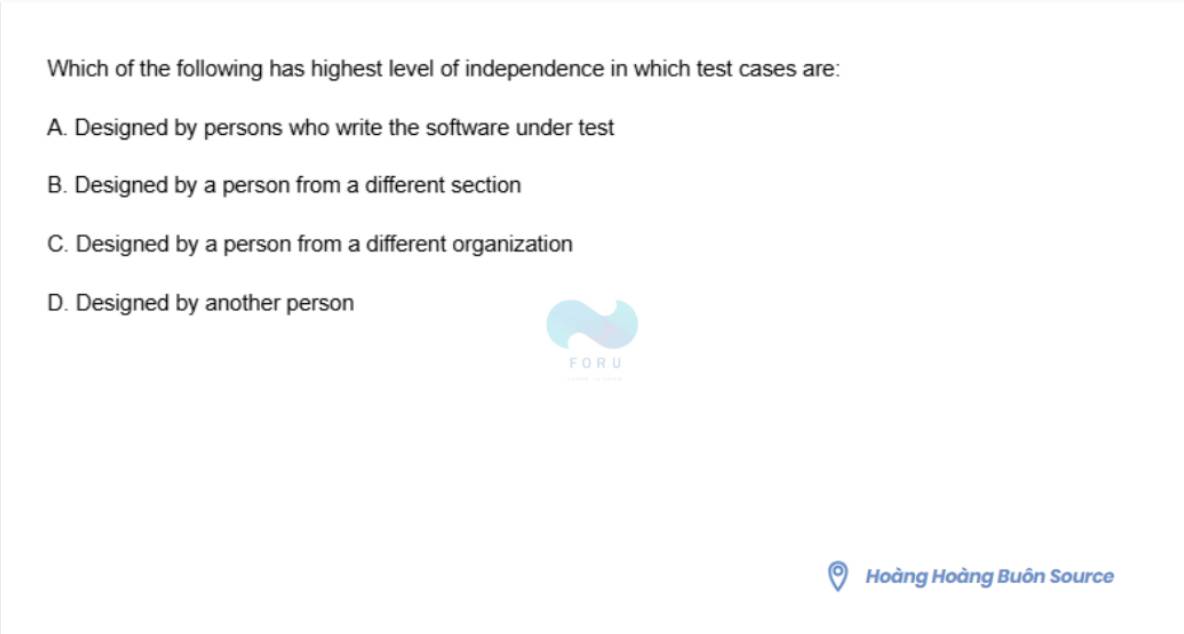 Which of the following has highest level of independence in which test cases are:
A. Designed by persons who write the software under test
B. Designed by a person from a different section
C. Designed by a person from a different organization
D. Designed by another person
FORU
Hoàng Hoàng Buôn Source